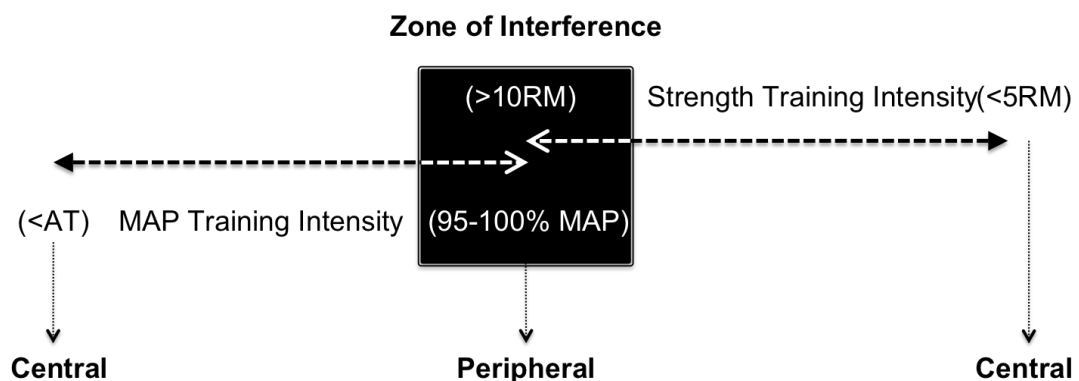 Zone of Interference
(>10RM) Strength Training Intensity(<5RM)
(<AT) MAP Training Intensity (95-100% MAP)
Central Peripheral Central